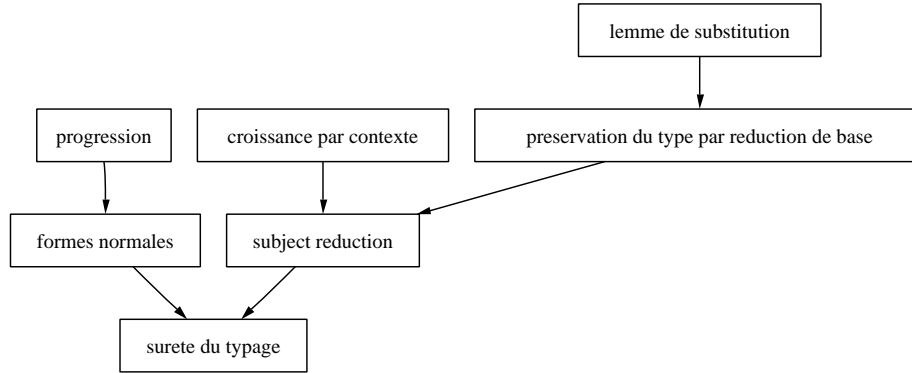 lemme de substitution
progression
croissance par contexte
preservation du type par reduction de base
formes normales
subject reduction
surete du typage